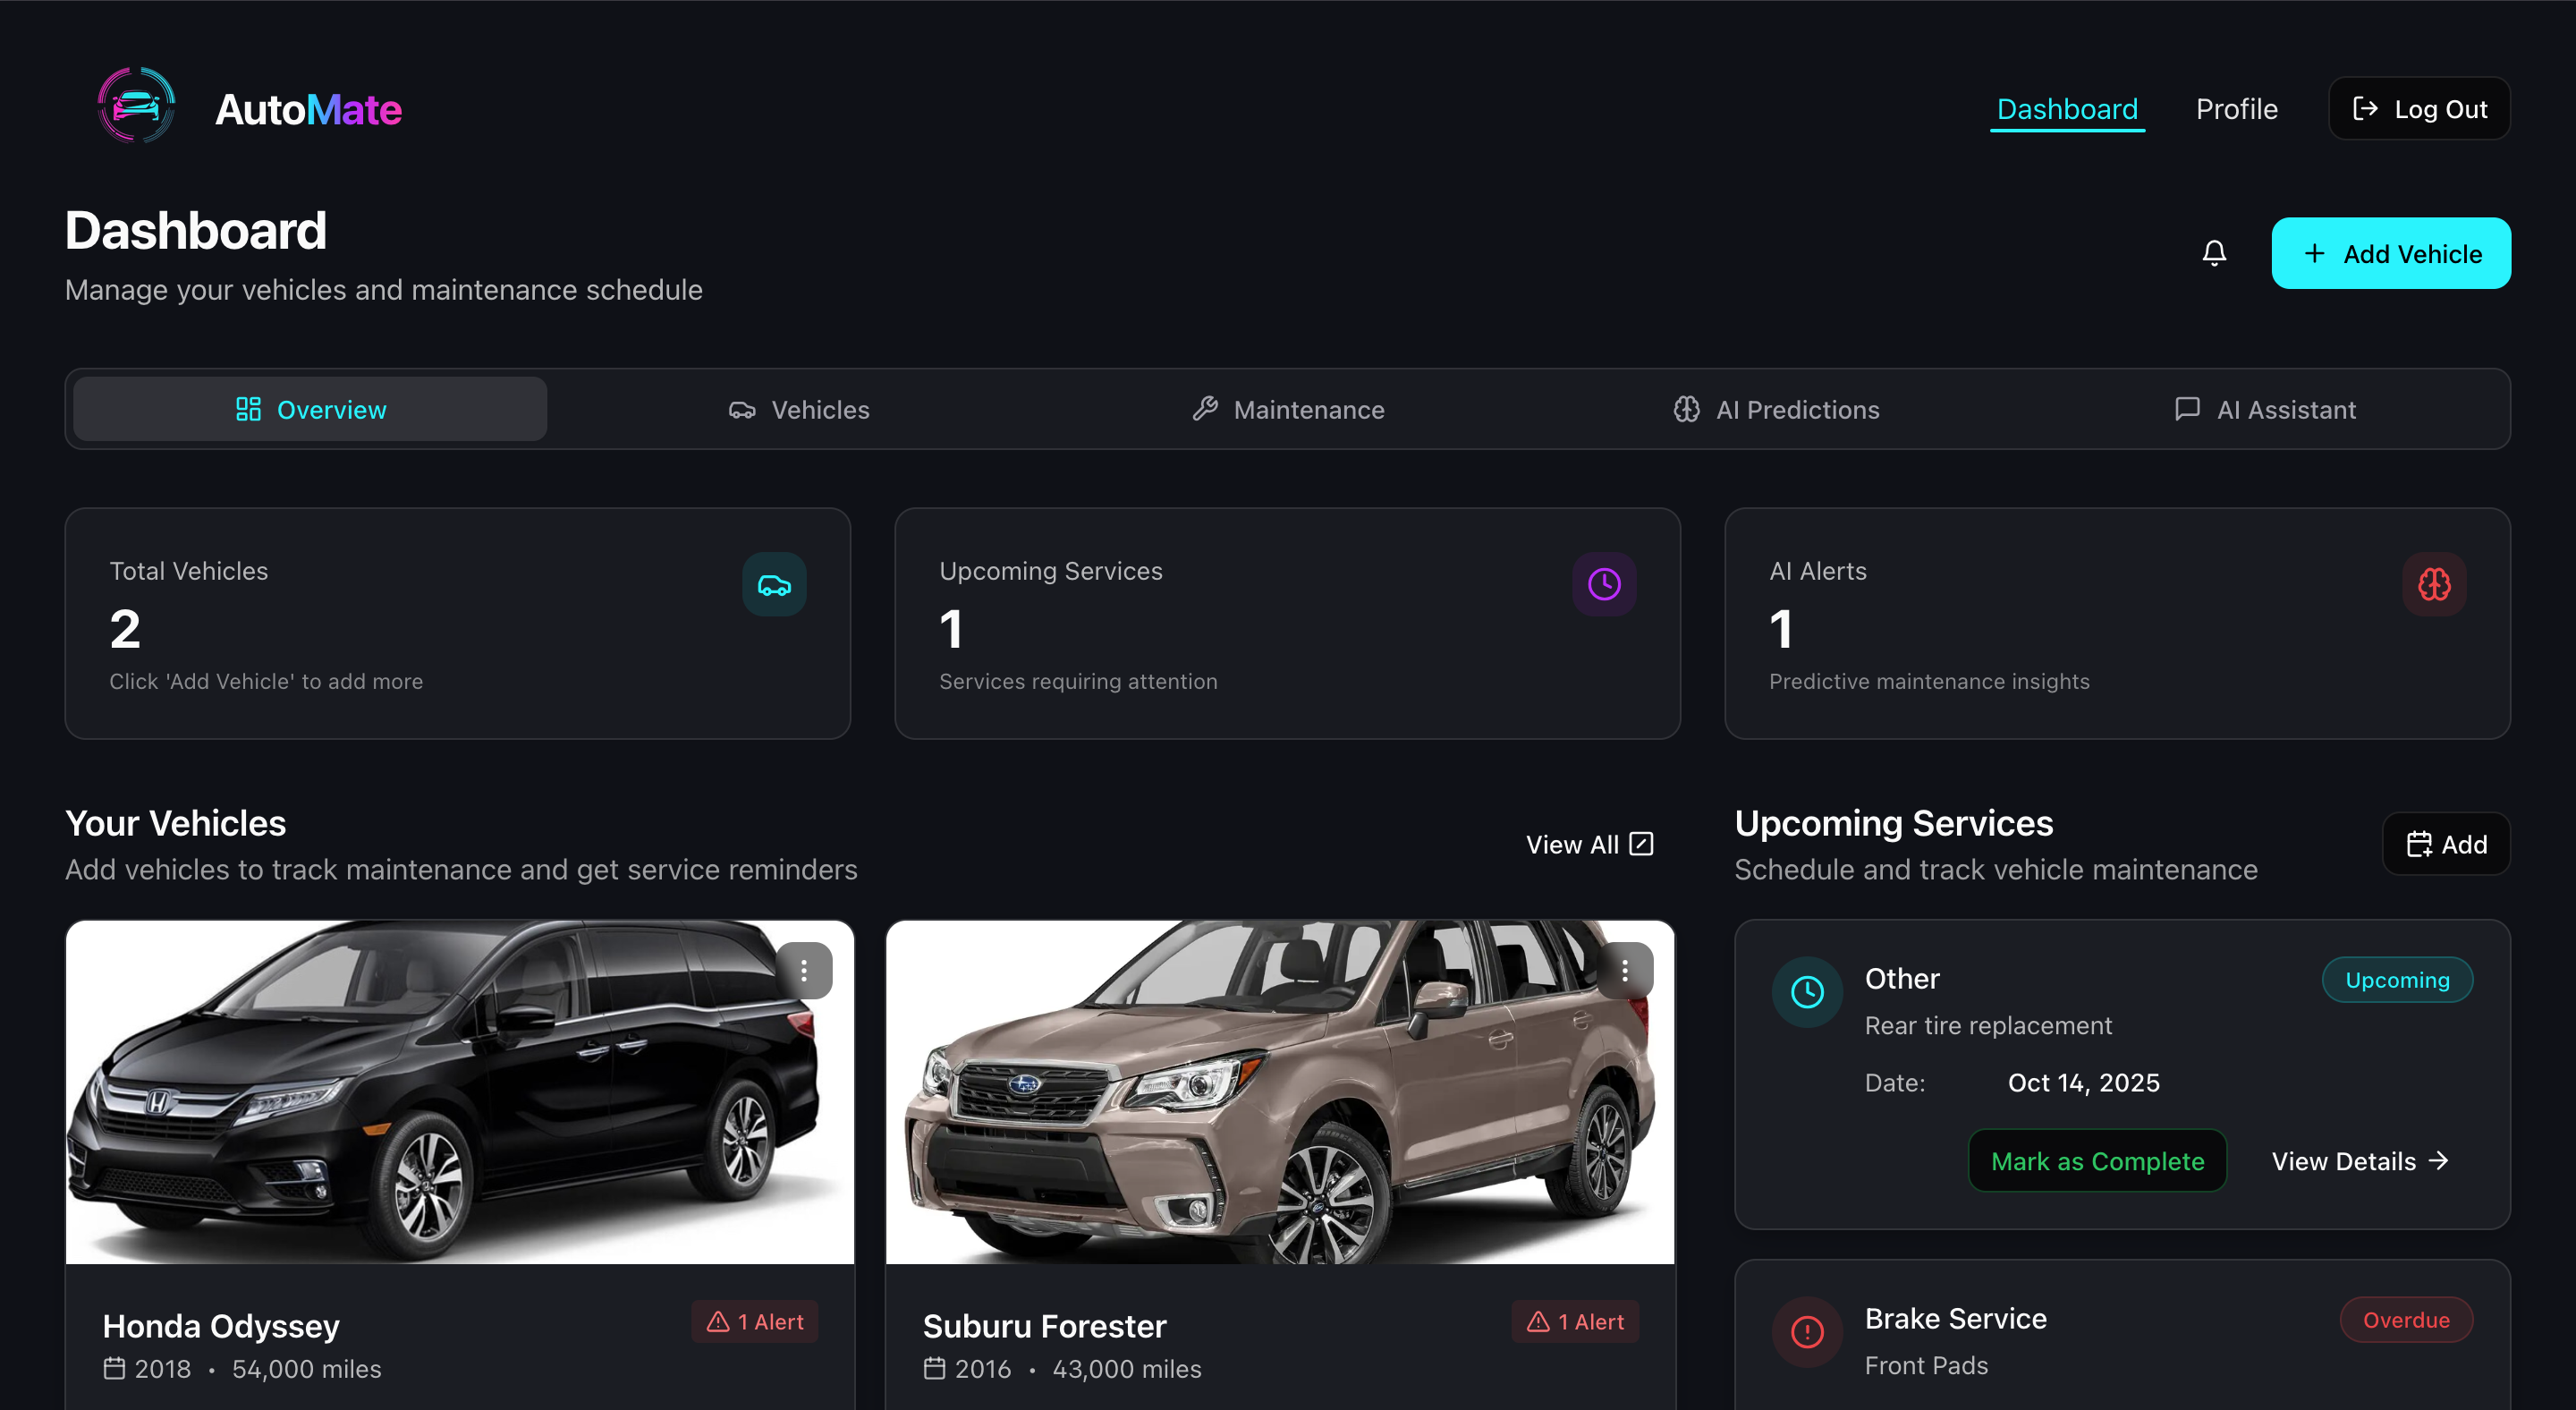 AutoMate
Dashboard
Profile
Log Out
Dashboard
Manage your vehicles and maintenance schedule
Add Vehicle
Overview
Vehicles
Maintenance
AI Predictions
AI Assistant
Total Vehicles
2
Click 'Add Vehicle' to add more
Upcoming Services
1
Services requiring attention
AI Alerts
1
Predictive maintenance insights
Your Vehicles
Add vehicles to track maintenance and get service reminders
View All
Honda Odyssey
1 Alert
2018 • 54,000 miles
Suburu Forester
1 Alert
2016 • 43,000 miles
Upcoming Services
Schedule and track vehicle maintenance
Add
Other
Upcoming
Rear tire replacement
Date: Oct 14, 2025
Mark as Complete
View Details
Brake Service
Overdue
Front Pads